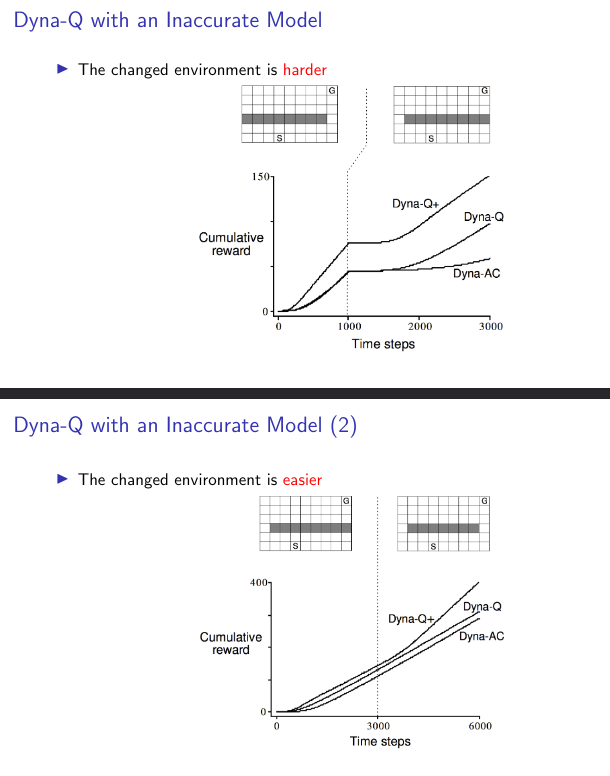 Dyna-Q with an Inaccurate Model
▶ The changed environment is harder
G G
S S
150
Dyna-Q+
Dyna-Q
Cumulative
reward
Dyna-AC
0
0 1000 2000 3000
Time steps
Dyna-Q with an Inaccurate Model (2)
▶ The changed environment is easier
G G
S S
400
Dyna-Q
Dyna-Q+
Cumulative
reward
Dyna-AC
0
0 3000 6000
Time steps